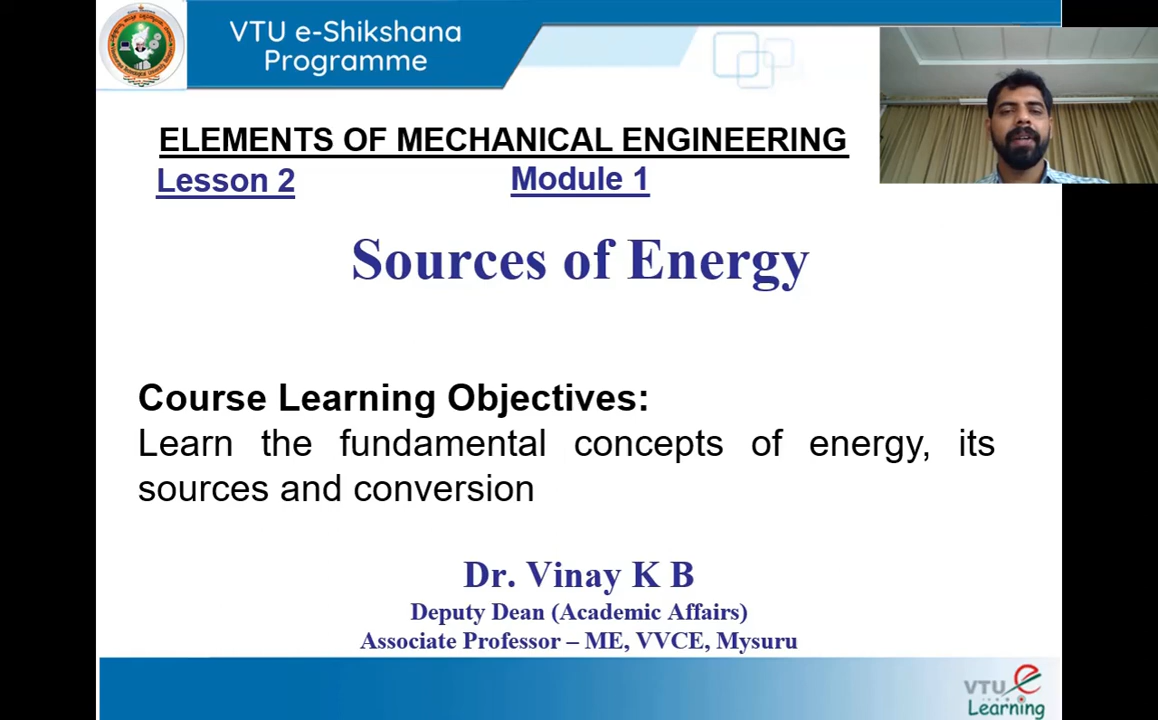 VTU e-Shikshana
Programme
ELEMENTS OF MECHANICAL ENGINEERING
Lesson 2
Module 1
Sources of Energy
Course Learning Objectives:
Learn the fundamental concepts of energy, its
sources and conversion
Dr. Vinay K B
Deputy Dean (Academic Affairs)
Associate Professor – ME, VVCE, Mysuru
VTU e
Learning